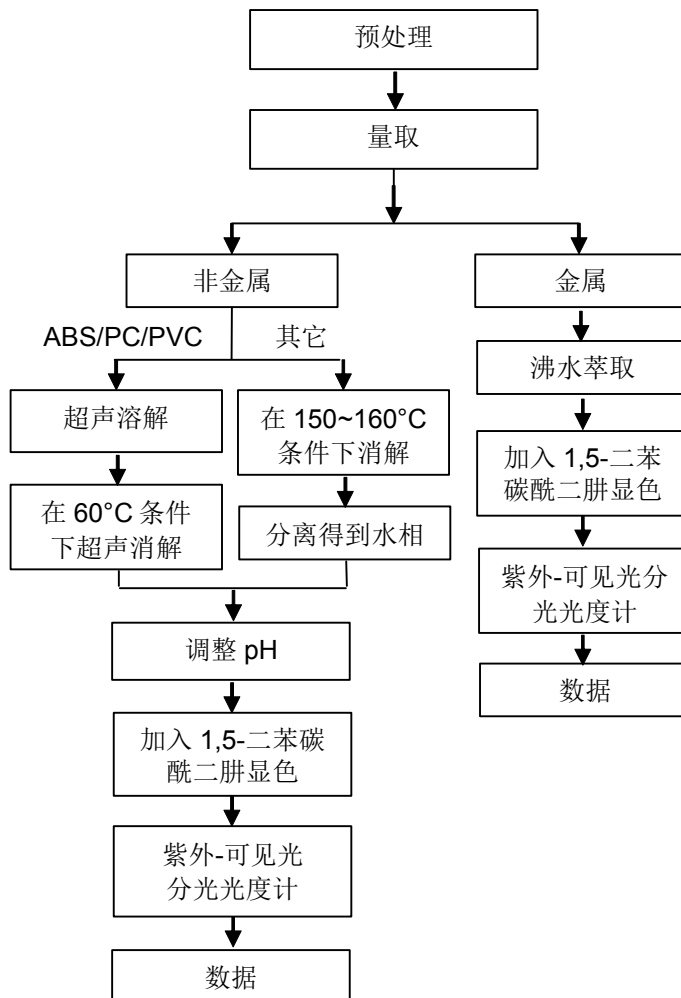 预处理
量取
非金属
金属
ABS/PC/PVC
其它
沸水萃取
超声溶解
在 150~160°C
条件下消解
加入 1,5-二苯
碳酰二肼显色
在 60°C 条件
下超声消解
分离得到水相
紫外-可见光分
光光度计
调整 pH
数据
加入 1,5-二苯碳
酰二肼显色
紫外-可见光
分光光度计
数据